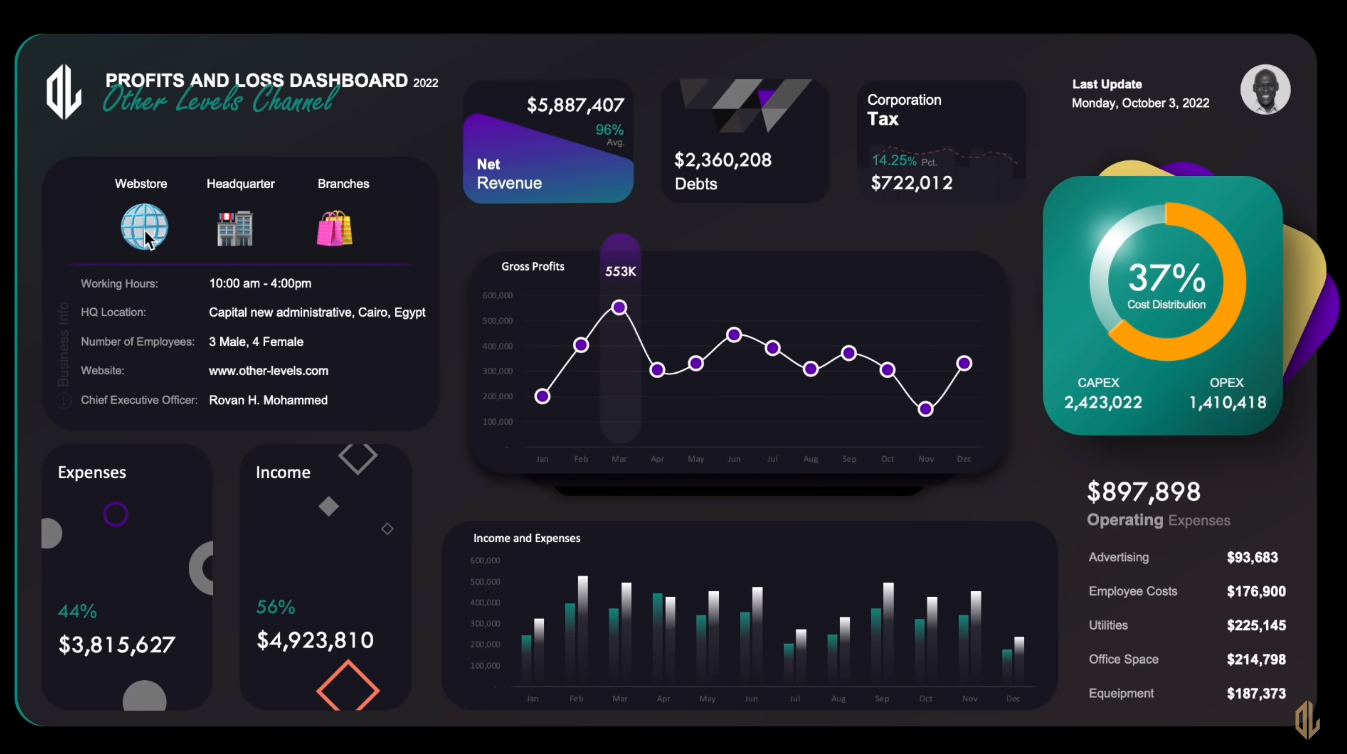 PROFITS AND LOSS DASHBOARD 2022
Other Levels Channel
$5,887,407
96%
Avg.
Net
Revenue
$2,360,208
Debts
Corporation
Tax
14.25% Pct.
$722,012
Last Update
Monday, October 3, 2022
Webstore Headquarter Branches
Business Info.
Working Hours: 10:00 am - 4:00pm
HQ Location: Capital new administrative, Cairo, Egypt
Number of Employees: 3 Male, 4 Female
Website: www.other-levels.com
Chief Executive Officer: Rovan H. Mohammed
Gross Profits
553K
600,000
500,000
400,000
300,000
200,000
100,000
-
Jan Feb Mar Apr May Jun Jul Aug Sep Oct Nov Dec
37%
Cost Distribution
CAPEX OPEX
2,423,022 1,410,418
Expenses
44%
$3,815,627
Income
56%
$4,923,810
Income and Expenses
600,000
500,000
400,000
300,000
200,000
100,000
-
Jan Feb Mar Apr May Jun Jul Aug Sep Oct Nov Dec
$897,898
Operating Expenses
Advertising $93,683
Employee Costs $176,900
Utilities $225,145
Office Space $214,798
Equeipment $187,373